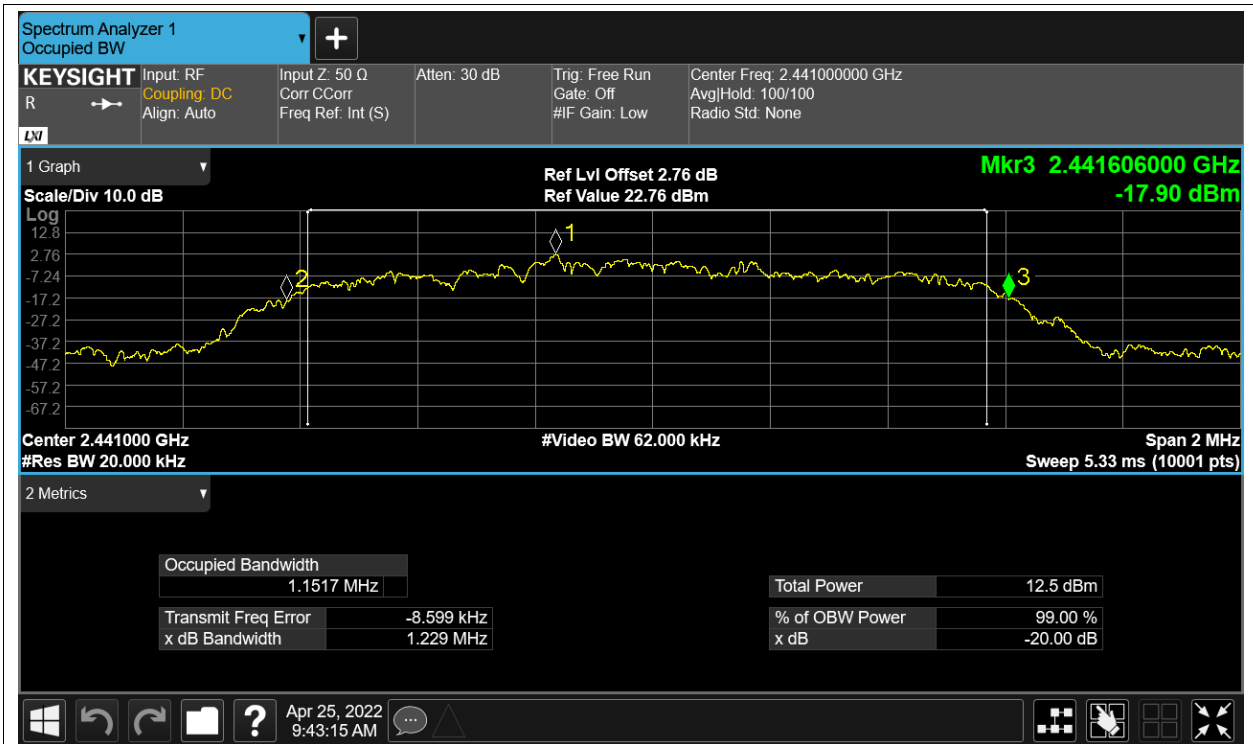 Spectrum Analyzer 1
Occupied BW
+
KEYSIGHT
R
LXI
Input: RF
Coupling: DC
Align: Auto
Input Z: 50 Ω
Corr CCorr
Freq Ref: Int (S)
Atten: 30 dB
Trig: Free Run
Gate: Off
#IF Gain: Low
Center Freq: 2.441000000 GHz
Avg|Hold: 100/100
Radio Std: None
1 Graph
Scale/Div 10.0 dB
Ref Lvl Offset 2.76 dB
Ref Value 22.76 dBm
Mkr3 2.441606000 GHz
-17.90 dBm
Log
12.8
2.76
-7.24
-17.2
-27.2
-37.2
-47.2
-57.2
-67.2
1
2
3
Center 2.441000 GHz
#Res BW 20.000 kHz
#Video BW 62.000 kHz
Span 2 MHz
Sweep 5.33 ms (10001 pts)
2 Metrics
Occupied Bandwidth
1.1517 MHz
Transmit Freq Error -8.599 kHz
x dB Bandwidth 1.229 MHz
Total Power 12.5 dBm
% of OBW Power 99.00 %
x dB -20.00 dB
?
Apr 25, 2022
9:43:15 AM